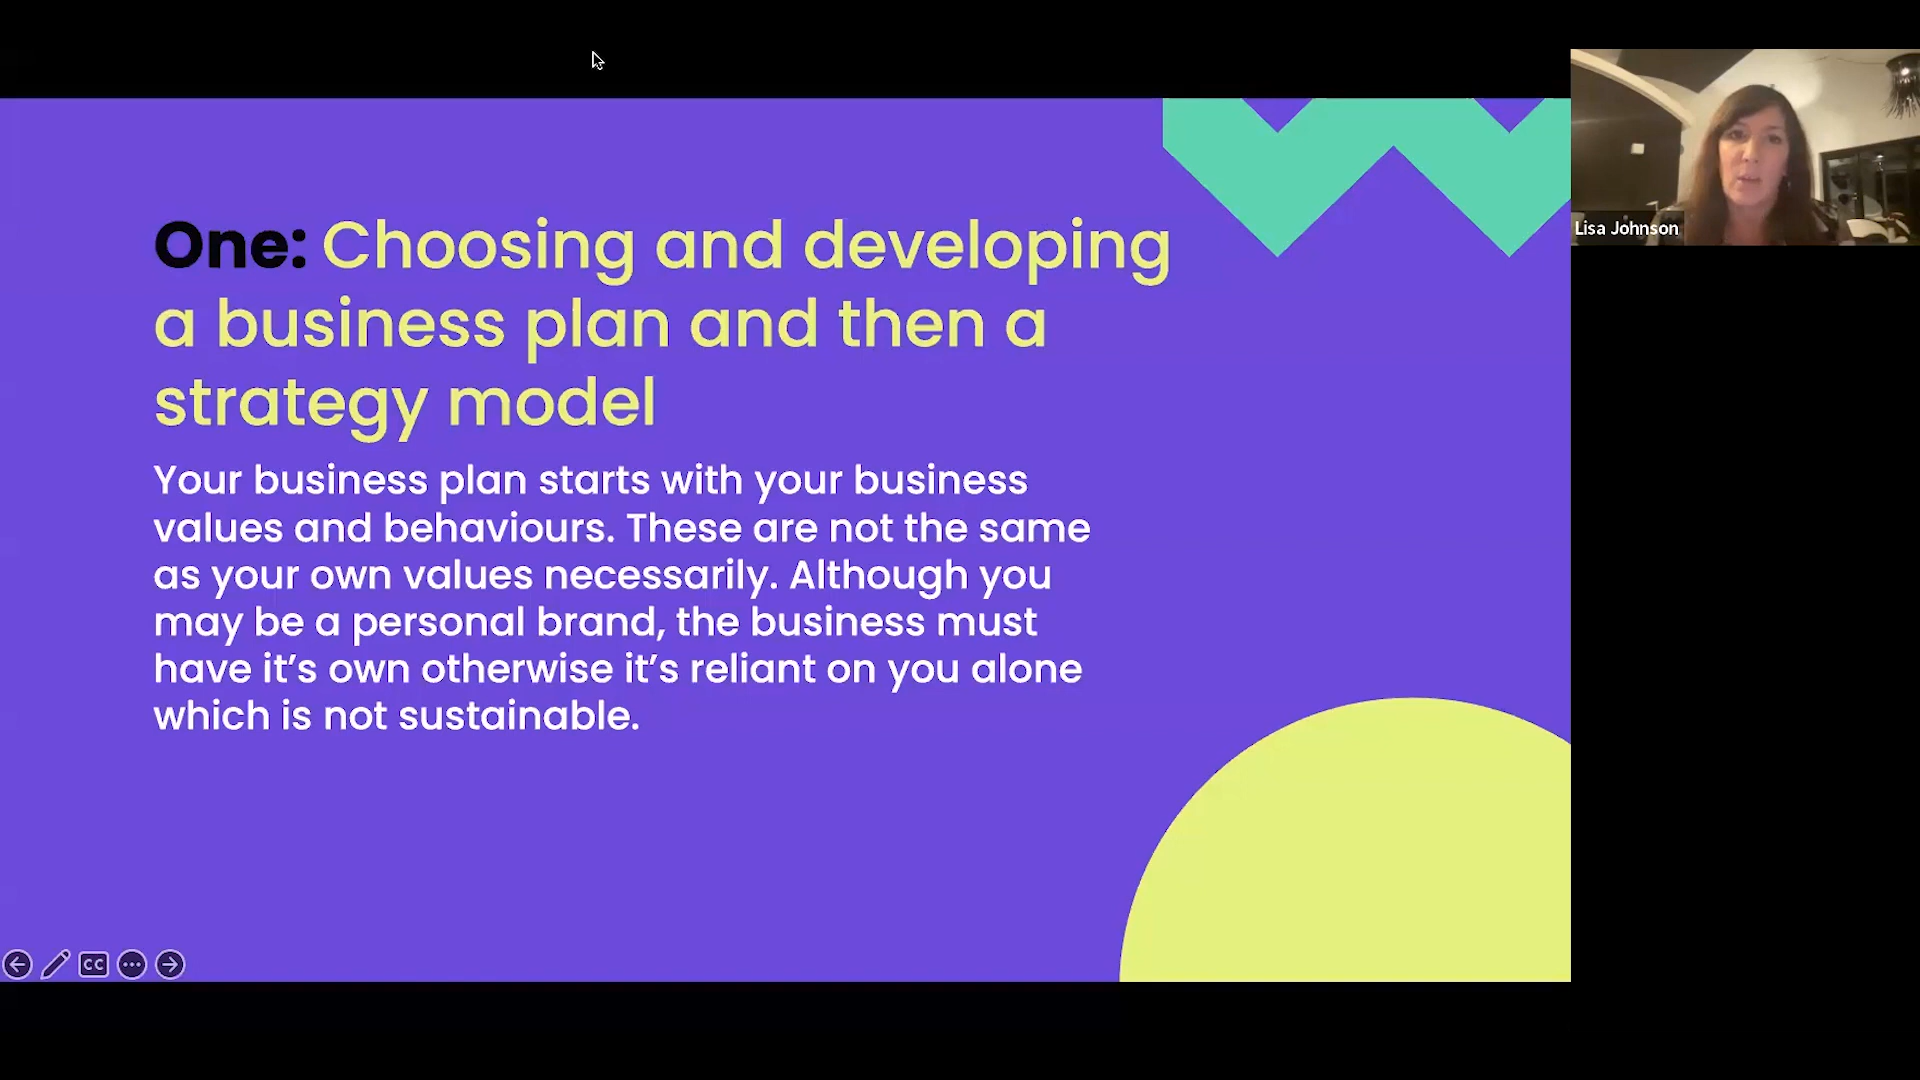 One: Choosing and developing
a business plan and then a
strategy model
Your business plan starts with your business
values and behaviours. These are not the same
as your own values necessarily. Although you
may be a personal brand, the business must
have it’s own otherwise it’s reliant on you alone
which is not sustainable.
Lisa Johnson
CC